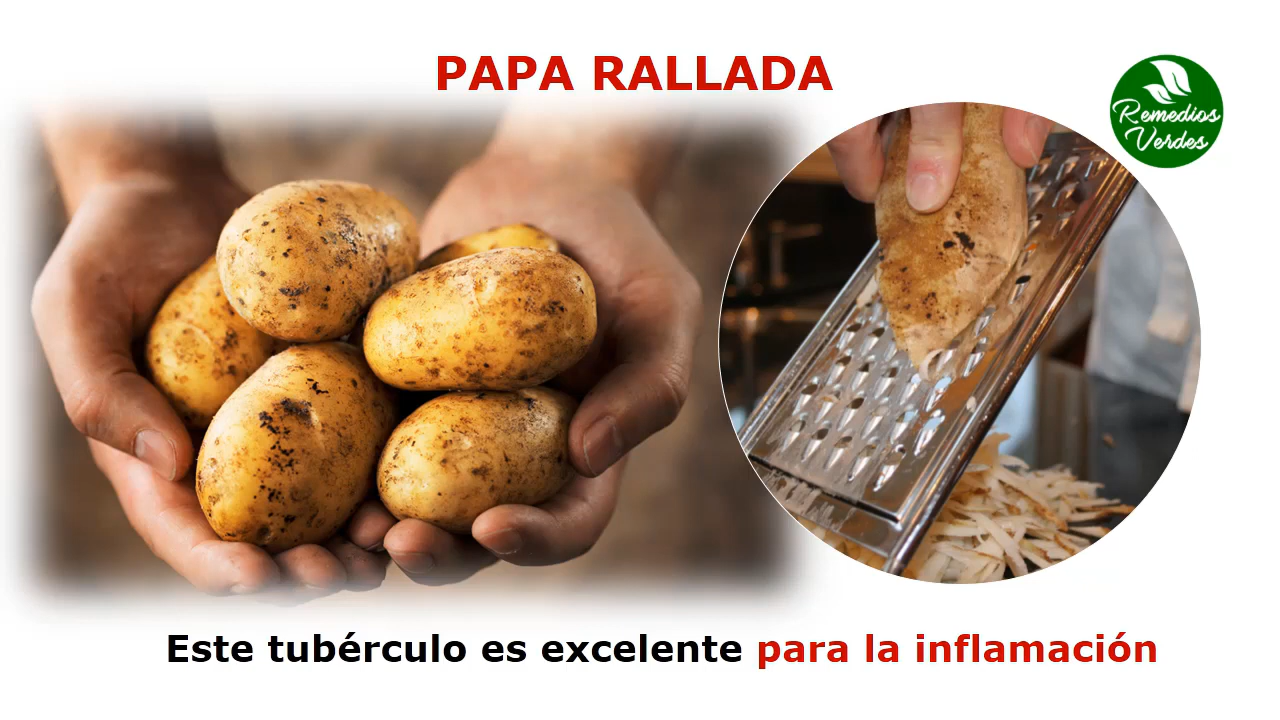 PAPA RALLADA
Remedios
Verdes
Este tubérculo es excelente para la inflamación